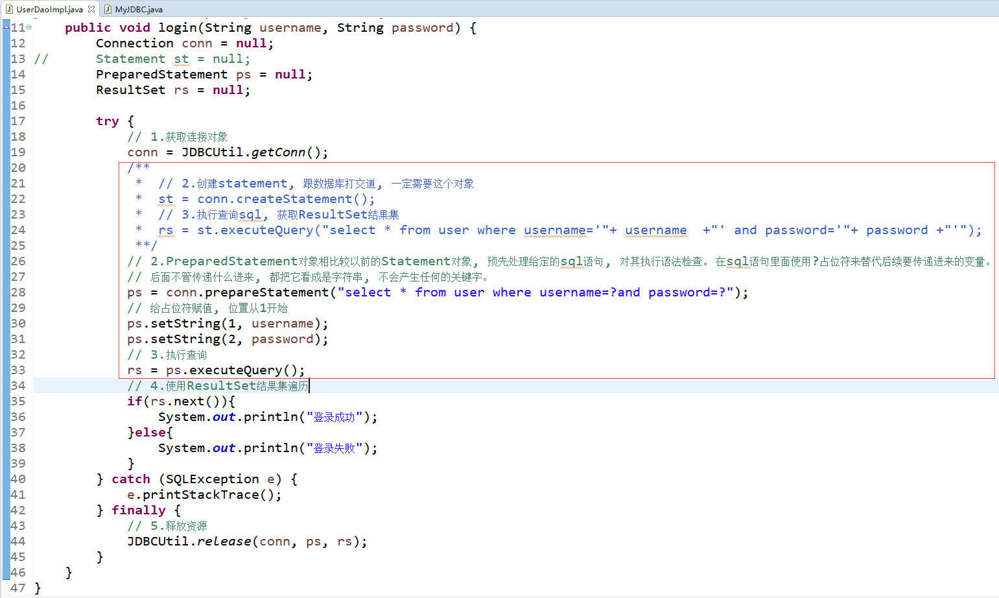 UserDaoImpl.java MyJDBC.java
11 public void login(String username, String password) {
12 Connection conn = null;
13 // Statement st = null;
14 PreparedStatement ps = null;
15 ResultSet rs = null;
16
17 try {
18 // 1.获取连接对象
19 conn = JDBCUtil.getConn();
20 /**
21 * // 2.创建statement, 跟数据库打交道, 一定需要这个对象
22 * st = conn.createStatement();
23 * // 3.执行查询sql, 获取ResultSet结果集
24 * rs = st.executeQuery("select * from user where username='"+ username +"' and password='"+ password +"'");
25 **/
26 // 2.PreparedStatement对象相比较以前的Statement对象, 预先处理给定的sql语句, 对其执行语法检查。在sql语句里面使用?占位符来替代后续要传递进来的变量。
27 // 后面不管传递什么进来, 都把它看成是字符串, 不会产生任何的关键字。
28 ps = conn.prepareStatement("select * from user where username=?and password=?");
29 // 给占位符赋值, 位置从1开始
30 ps.setString(1, username);
31 ps.setString(2, password);
32 // 3.执行查询
33 rs = ps.executeQuery();
34 // 4.使用ResultSet结果集遍历
35 if(rs.next()){
36 System.out.println("登录成功");
37 }else{
38 System.out.println("登录失败");
39 }
40 } catch (SQLException e) {
41 e.printStackTrace();
42 } finally {
43 // 5.释放资源
44 JDBCUtil.release(conn, ps, rs);
45 }
46 }
47 }